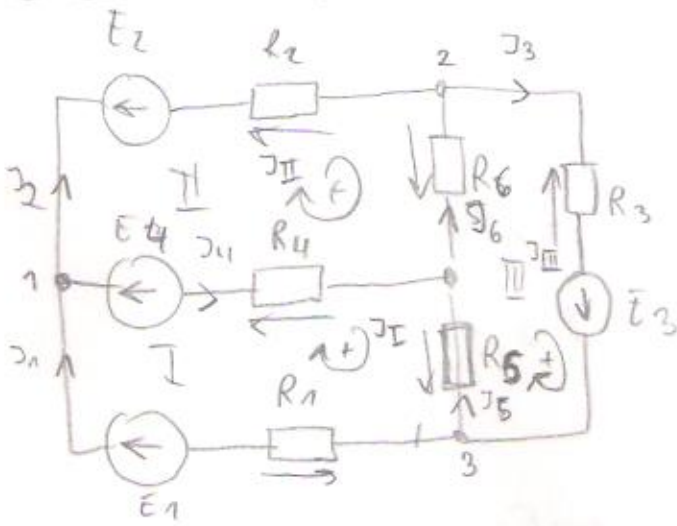 E2 R2 2 J3
J2 II JII + R6 R3
E4 J4 R4 J6 III JIII
1 E3
J1 I + JI R5 +
R1 J5
E1 3